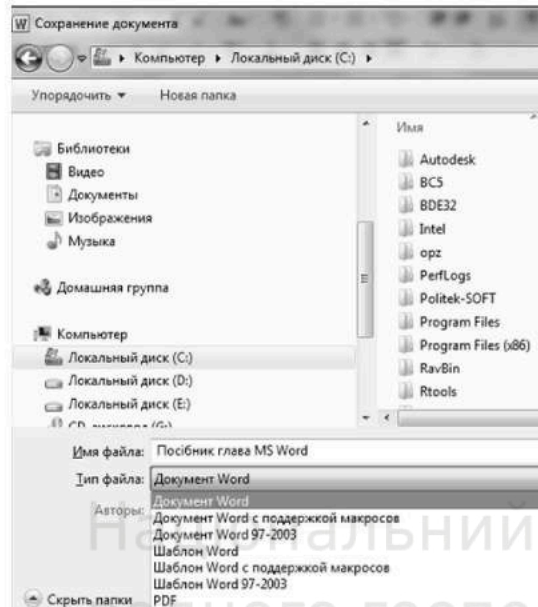 W Сохранение документа
Компьютер ▸ Локальный диск (C:) ▸
Упорядочить ▼ Новая папка
Имя
Библиотеки
Видео
Документы
Изображения
Музыка
Домашняя группа
Компьютер
Локальный диск (C:)
Локальный диск (D:)
Локальный диск (E:)
CD-дисковод (G:)
Autodesk
BC5
BDE32
Intel
opz
PerfLogs
Politek-SOFT
Program Files
Program Files (x86)
RavBin
Rtools
Имя файла: Посібник глава MS Word
Тип файла: Документ Word
Авторы:
Документ Word
Документ Word с поддержкой макросов
Документ Word 97-2003
Шаблон Word
Шаблон Word с поддержкой макросов
Шаблон Word 97-2003
PDF
Скрыть папки